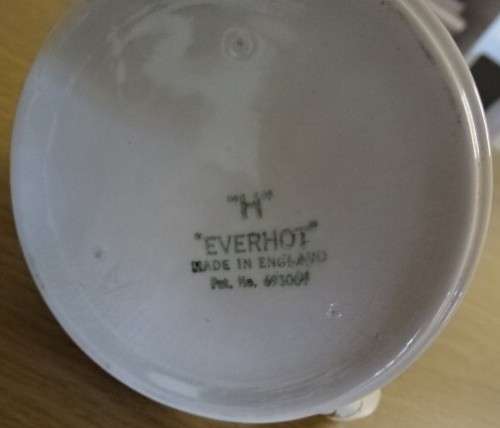 "H"
"EVERHOT"
MADE IN ENGLAND
Pat. No.